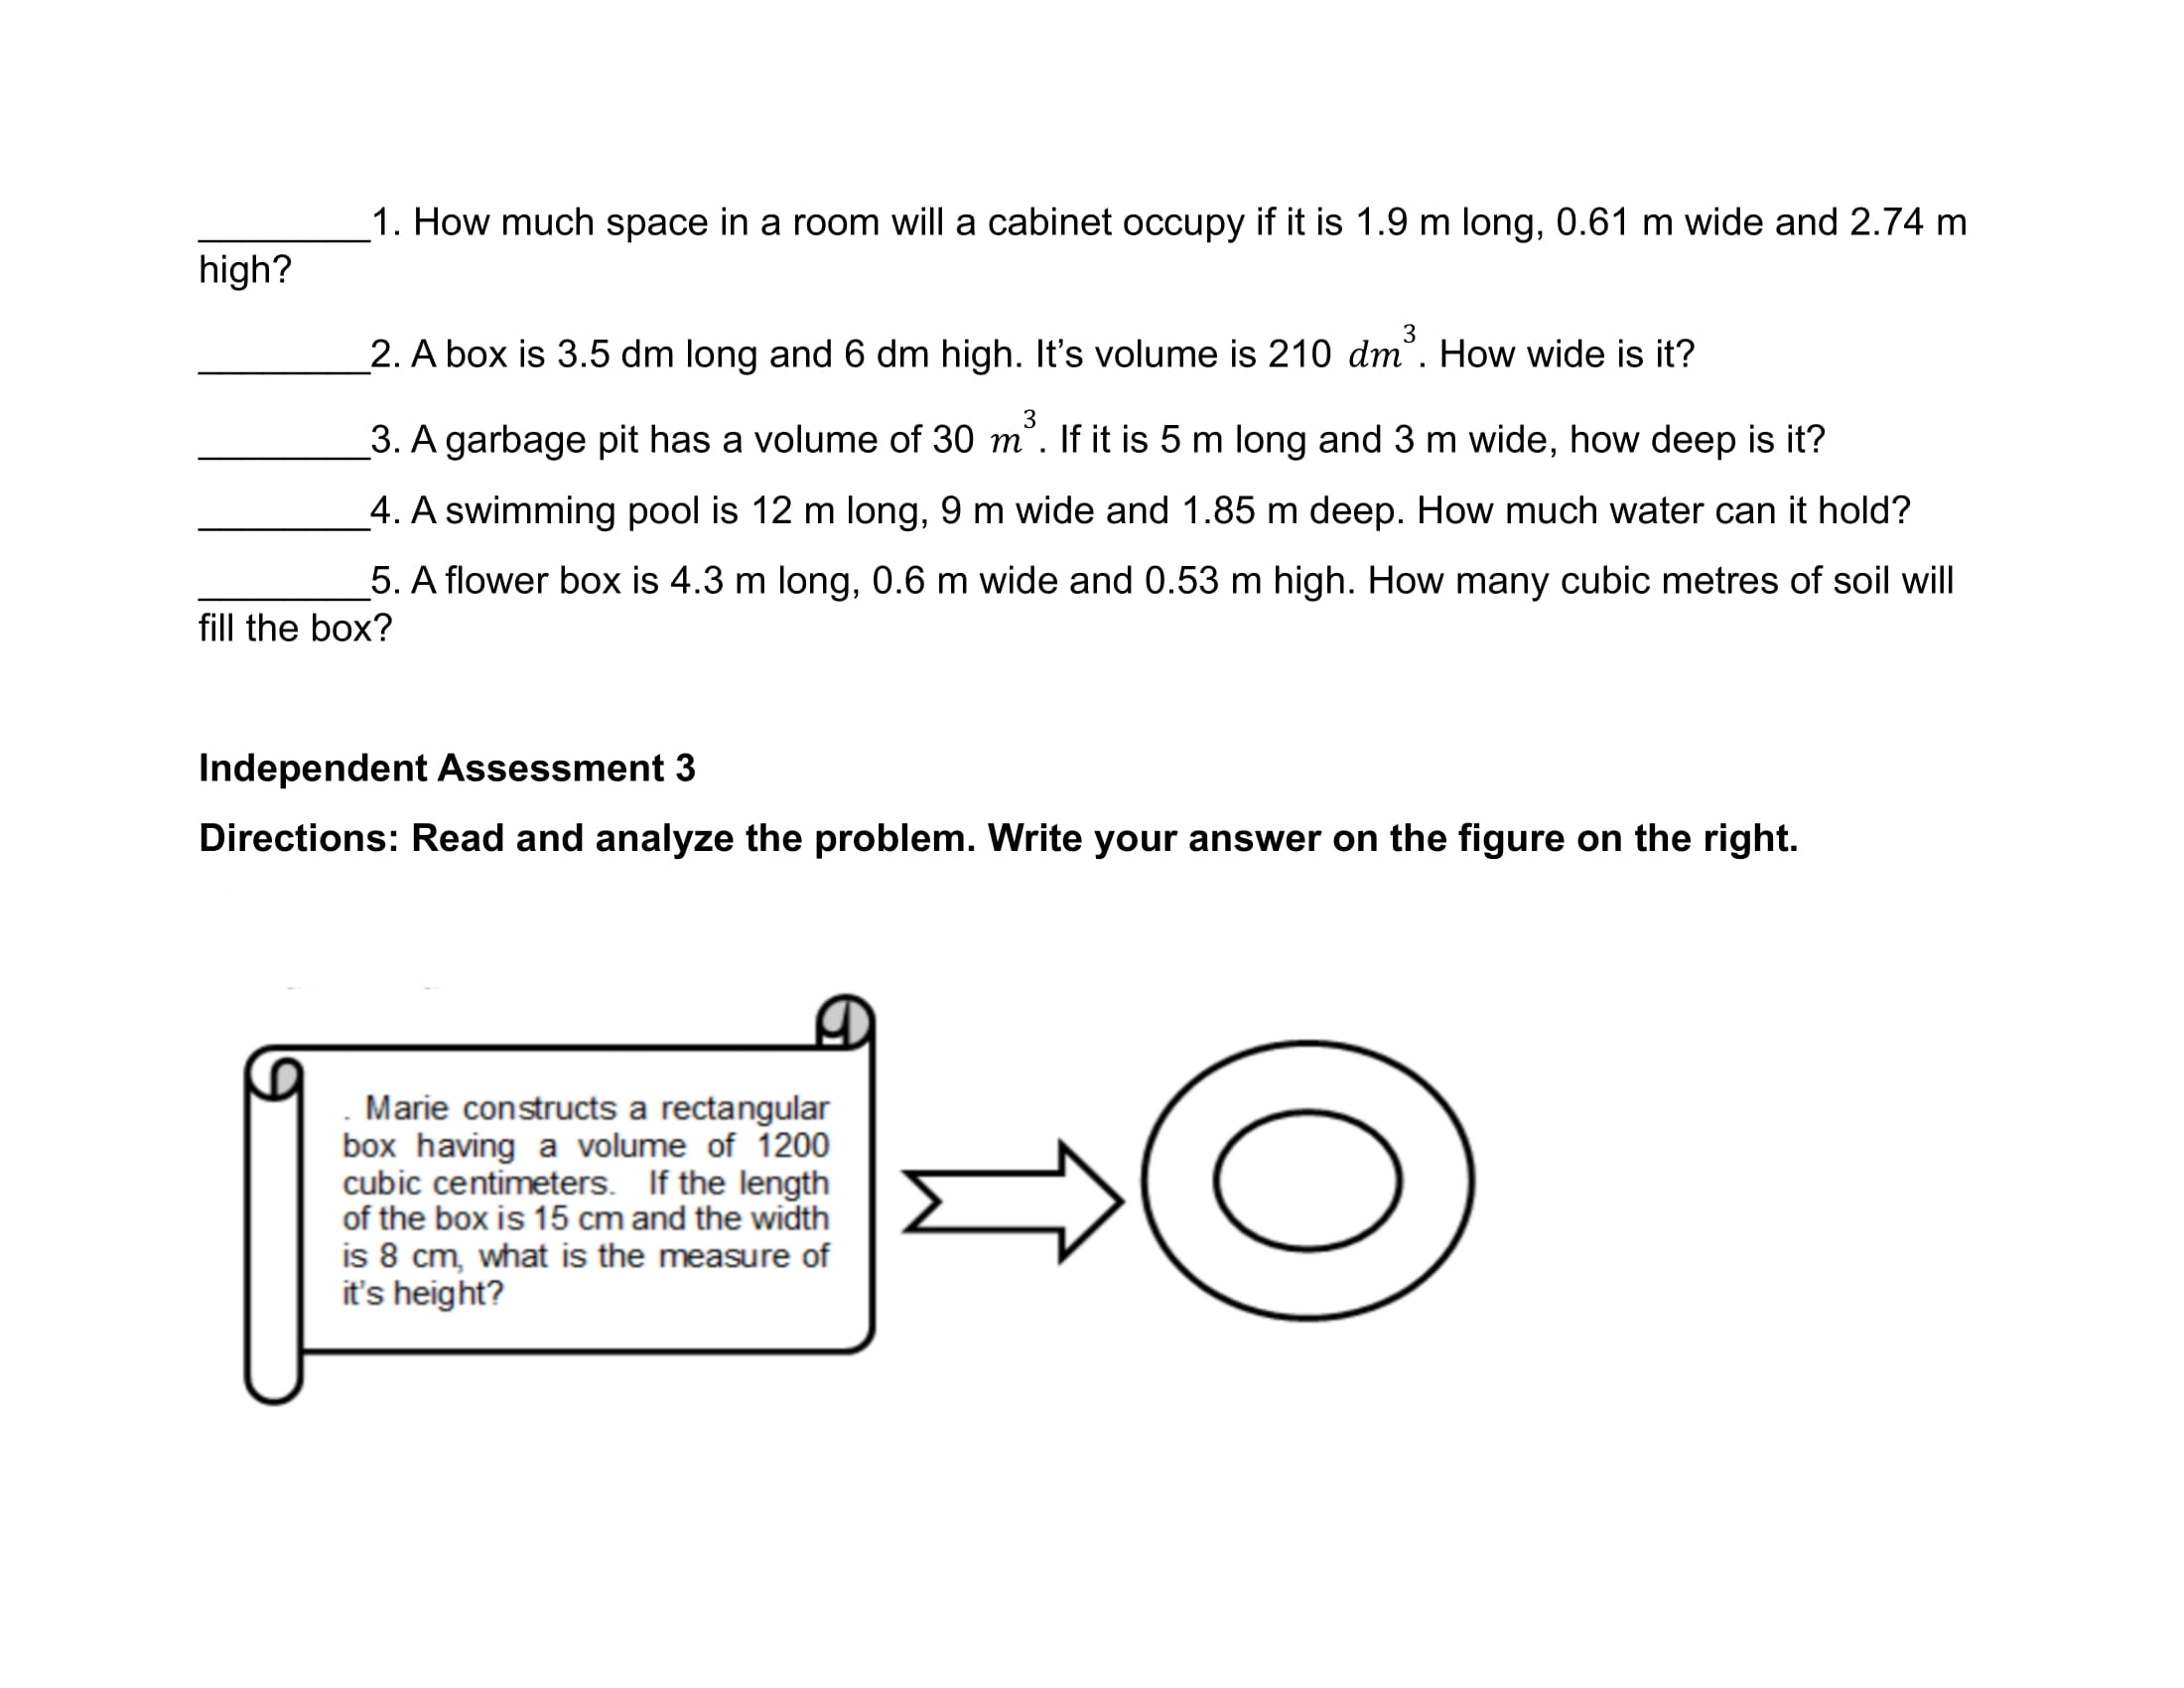 ________1. How much space in a room will a cabinet occupy if it is 1.9 m long, 0.61 m wide and 2.74 m
high?
________2. A box is 3.5 dm long and 6 dm high. It’s volume is 210 dm³. How wide is it?
________3. A garbage pit has a volume of 30 m³. If it is 5 m long and 3 m wide, how deep is it?
________4. A swimming pool is 12 m long, 9 m wide and 1.85 m deep. How much water can it hold?
________5. A flower box is 4.3 m long, 0.6 m wide and 0.53 m high. How many cubic metres of soil will
fill the box?
Independent Assessment 3
Directions: Read and analyze the problem. Write your answer on the figure on the right.
. Marie constructs a rectangular
box having a volume of 1200
cubic centimeters. If the length
of the box is 15 cm and the width
is 8 cm, what is the measure of
it's height?